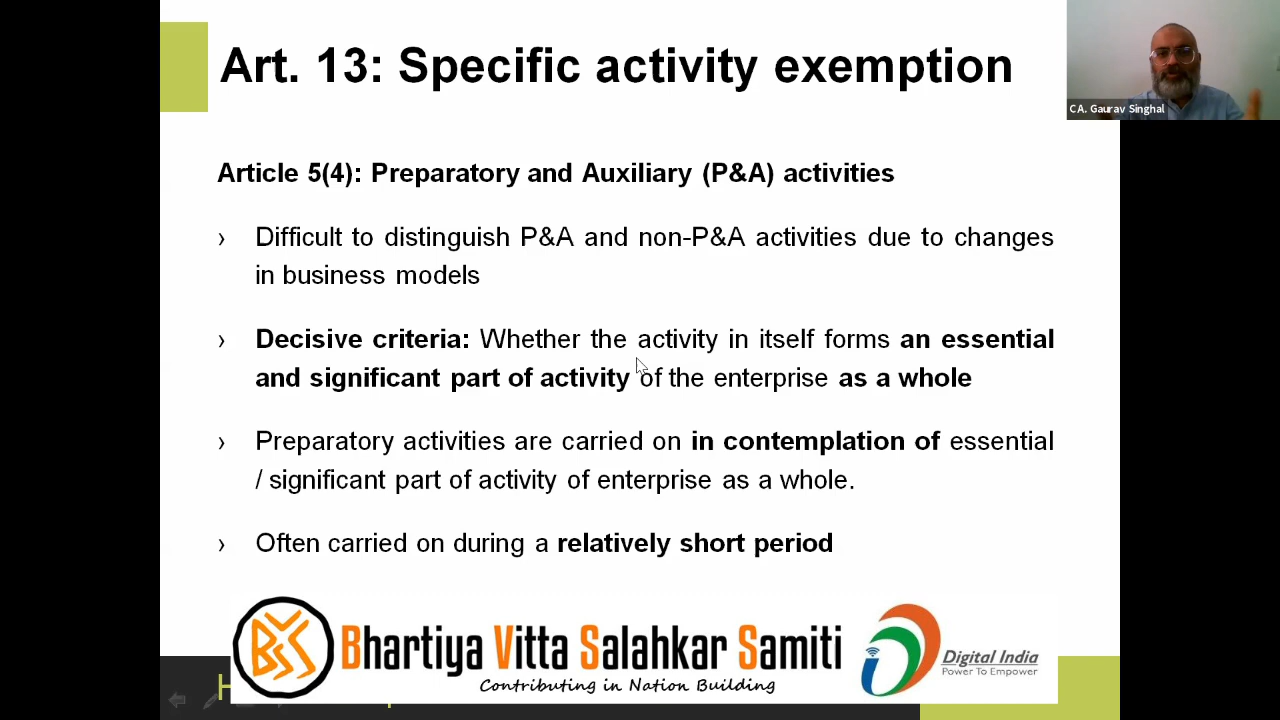 Art. 13: Specific activity exemption
CA. Gaurav Singhal
Article 5(4): Preparatory and Auxiliary (P&A) activities
› Difficult to distinguish P&A and non-P&A activities due to changes
in business models
› Decisive criteria: Whether the activity in itself forms an essential
and significant part of activity of the enterprise as a whole
› Preparatory activities are carried on in contemplation of essential
/ significant part of activity of enterprise as a whole.
› Often carried on during a relatively short period
BVSS
Bhartiya Vitta Salahkar Samiti
Contributing in Nation Building
Digital India
Power To Empower